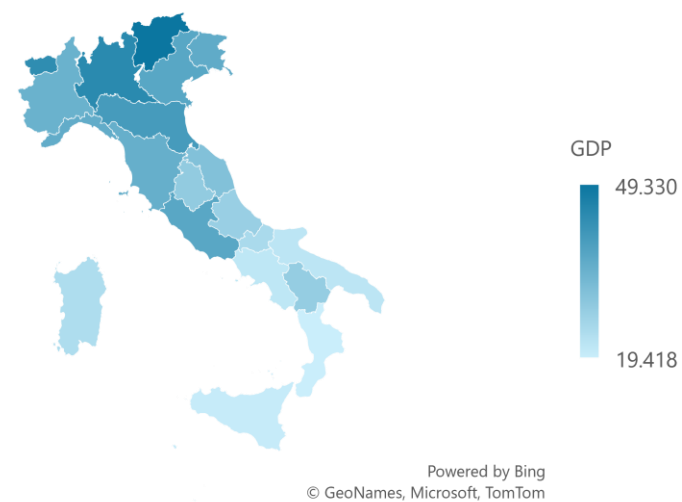 GDP
49.330
19.418
Powered by Bing
© GeoNames, Microsoft, TomTom